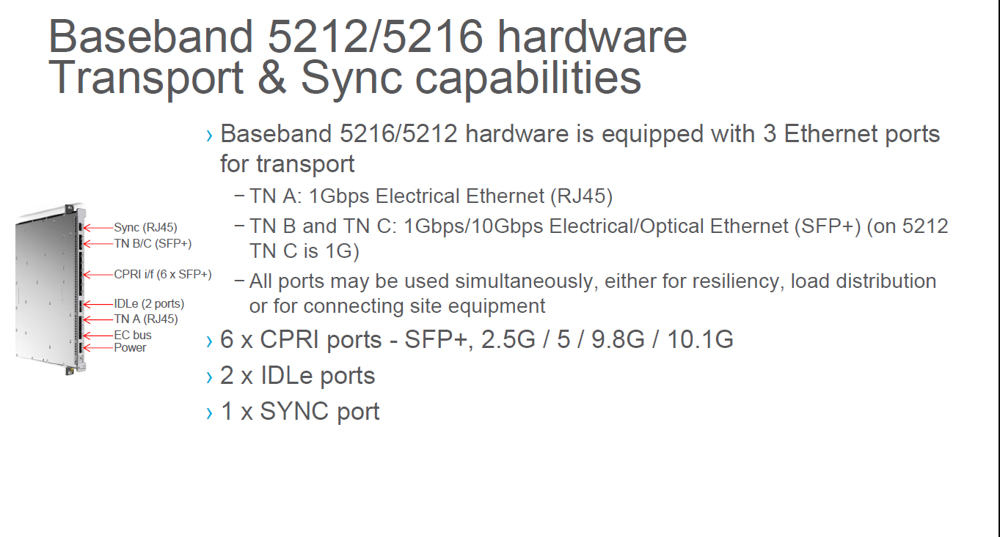 Baseband 5212/5216 hardware
Transport & Sync capabilities
› Baseband 5216/5212 hardware is equipped with 3 Ethernet ports
for transport
– TN A: 1Gbps Electrical Ethernet (RJ45)
– TN B and TN C: 1Gbps/10Gbps Electrical/Optical Ethernet (SFP+) (on 5212
TN C is 1G)
– All ports may be used simultaneously, either for resiliency, load distribution
or for connecting site equipment
› 6 x CPRI ports - SFP+, 2.5G / 5 / 9.8G / 10.1G
› 2 x IDLe ports
› 1 x SYNC port
Sync (RJ45)
TN B/C (SFP+)
CPRI i/f (6 x SFP+)
IDLe (2 ports)
TN A (RJ45)
EC bus
Power